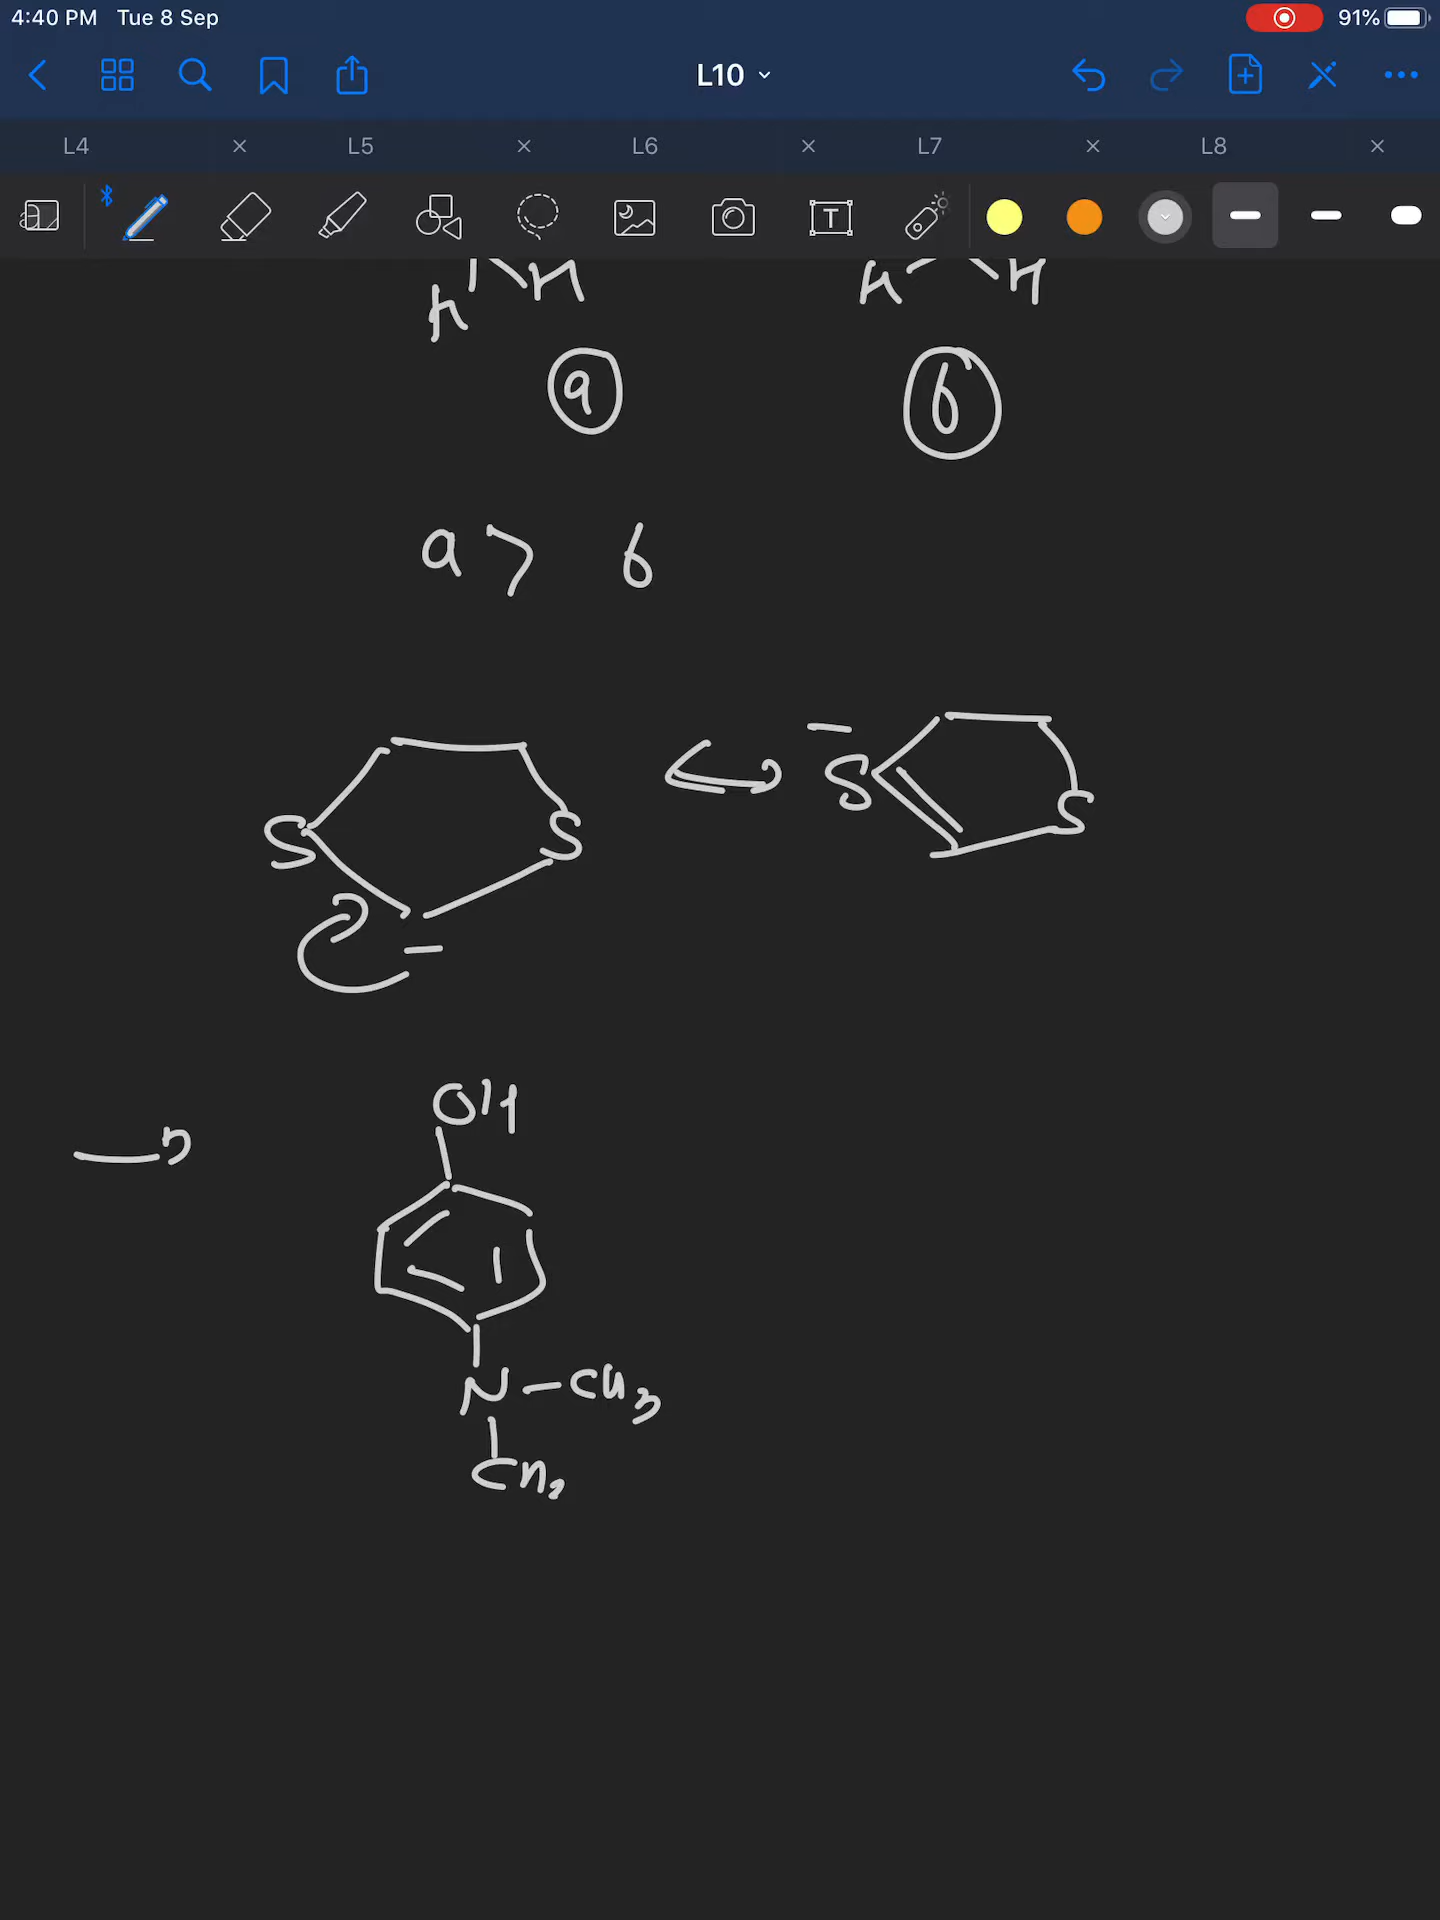 4:40 PM Tue 8 Sep 91%
L10
L4 × L5 × L6 × L7 × L8 ×
T
H H H H
a b
a > b
S S ↔ S⁻ S
−
OH
N–CH3
CH3